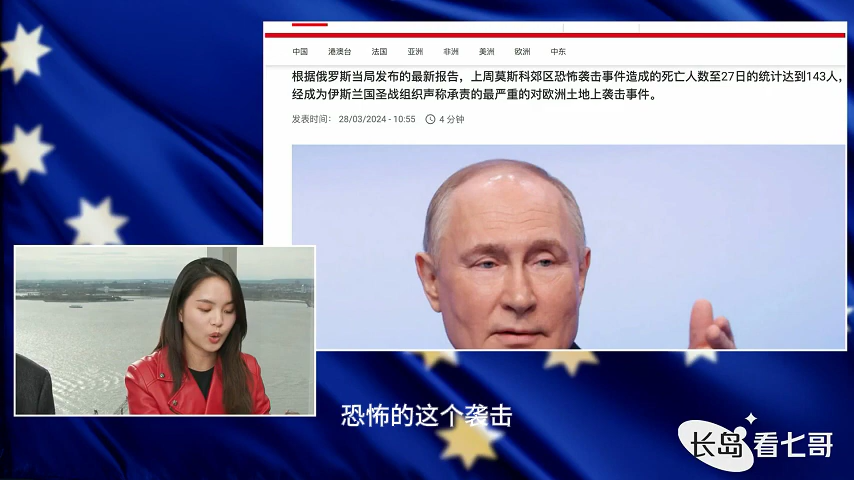 中国 港澳台 法国 亚洲 非洲 美洲 欧洲 中东
根据俄罗斯当局发布的最新报告，上周莫斯科郊区恐怖袭击事件造成的死亡人数至27日的统计达到143人，
经成为伊斯兰国圣战组织声称承责的最严重的对欧洲土地上袭击事件。
发表时间： 28/03/2024 - 10:55 4 分钟
恐怖的这个袭击
长岛看七哥